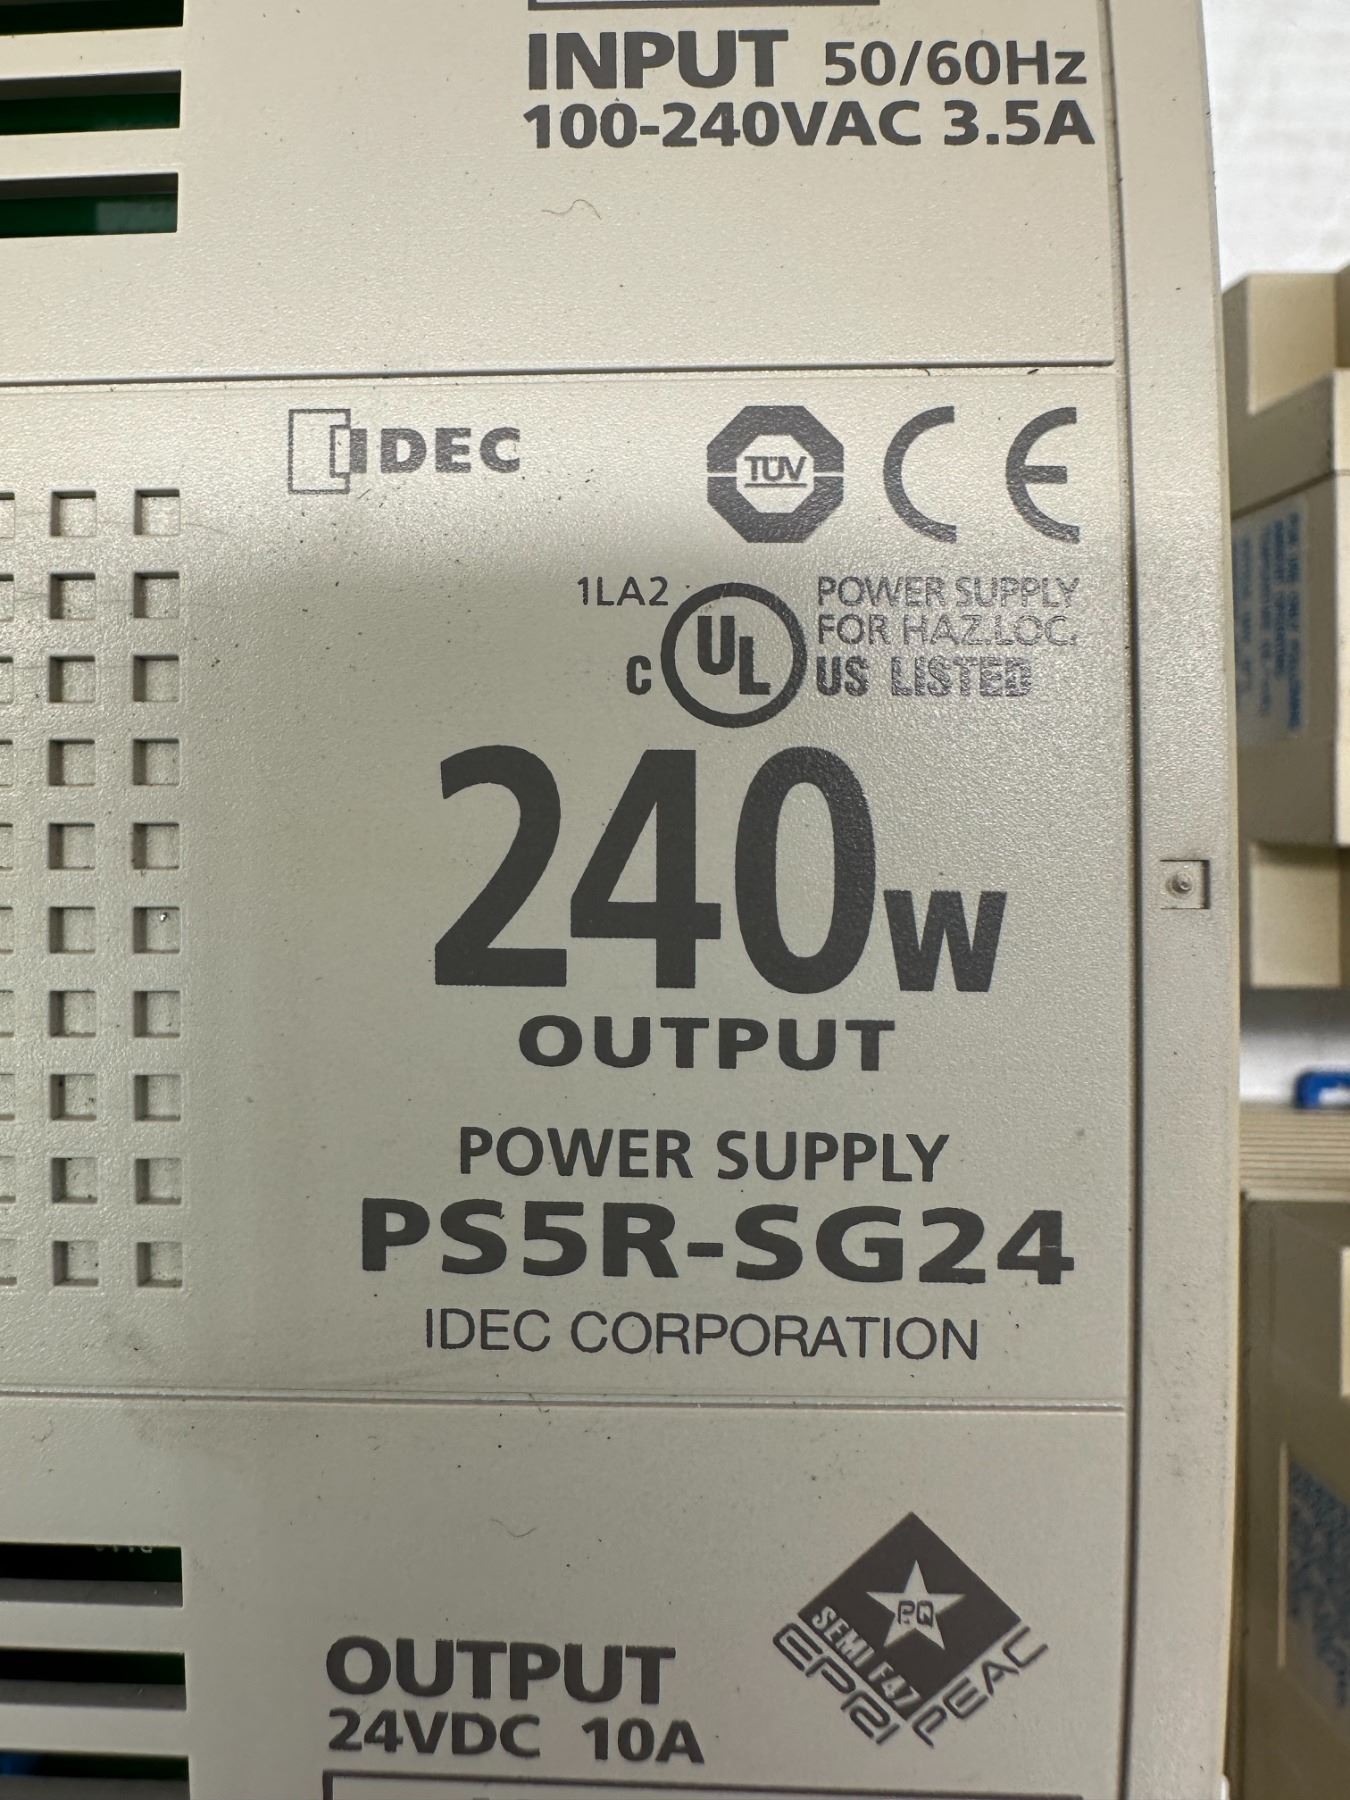 INPUT 50/60Hz
100-240VAC 3.5A
IDEC
TÜV
CE
1LA2
POWER SUPPLY
FOR HAZ.LOC.
C UL US LISTED
240W
OUTPUT
POWER SUPPLY
PS5R-SG24
IDEC CORPORATION
PQ
SEMI F47
EPRI PEAC
OUTPUT
24VDC 10A